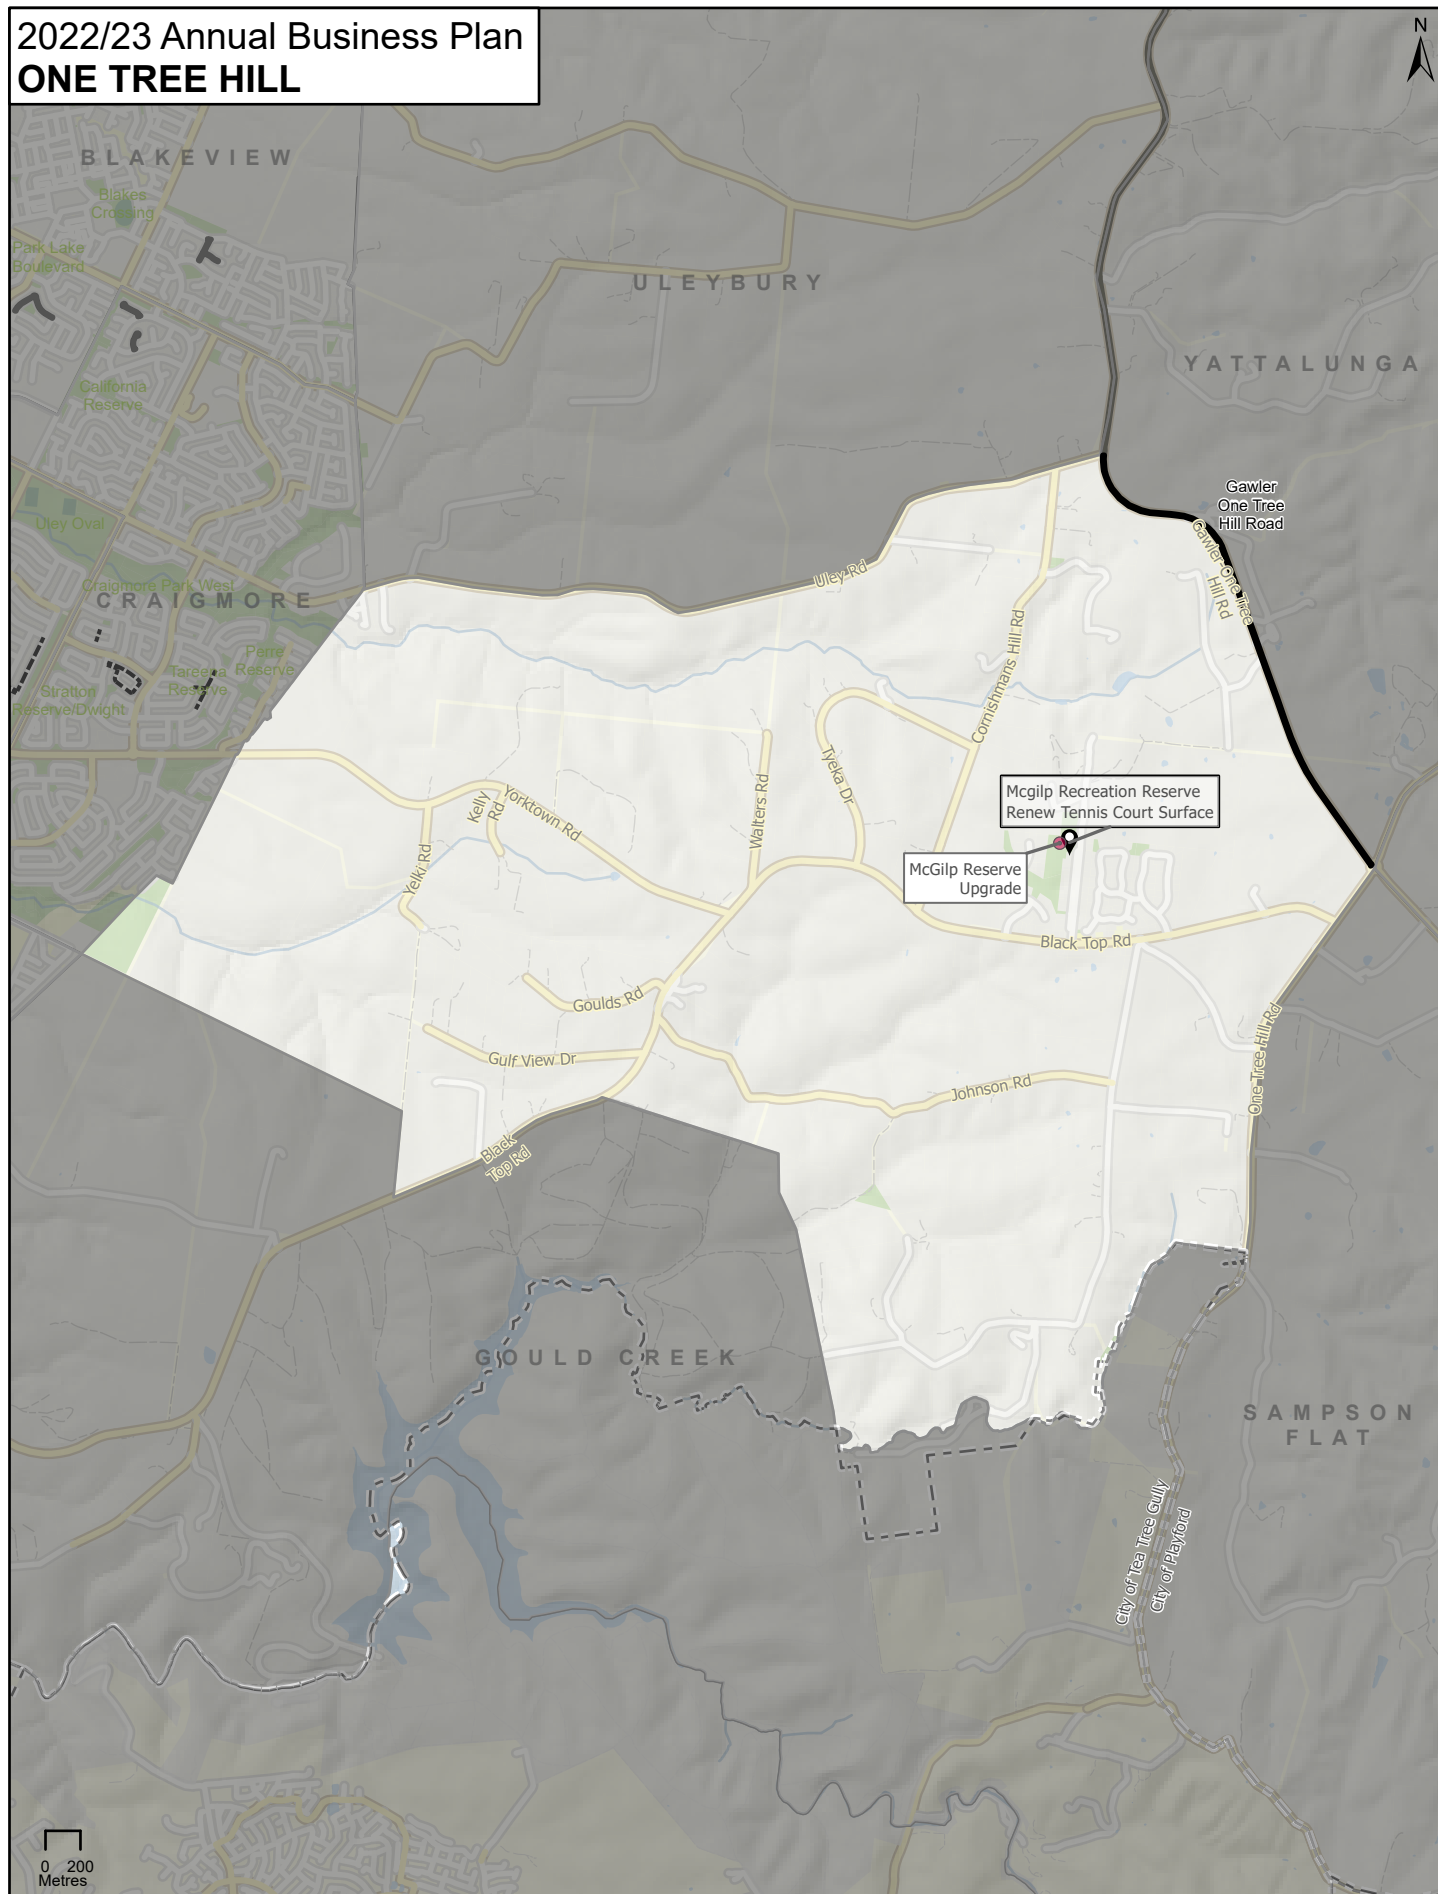 2022/23 Annual Business Plan
ONE TREE HILL
N
BLAKEVIEW
Blakes
Crossing
Park Lake
Boulevard
ULEYBURY
YATTALUNGA
California
Reserve
Gawler
One Tree
Hill Road
Uley Oval
Gawler-One Tree
Hill Rd
Uley Rd
Craigmore Park West
CRAIGMORE
Cornishmans Hill Rd
Perre
Reserve
Tareena
Reserve
Stratton
Reserve/Dwight
Tyeka Dr
Walters Rd
Kelly
Rd
Yorktown Rd
Mcgilp Recreation Reserve
Renew Tennis Court Surface
McGilp Reserve
Upgrade
Yelki Rd
Black Top Rd
Goulds Rd
Gulf View Dr
One Tree Hill Rd
Johnson Rd
Black
Top Rd
GOULD CREEK
SAMPSON
FLAT
City of Tea Tree Gully
City of Playford
0 200
Metres